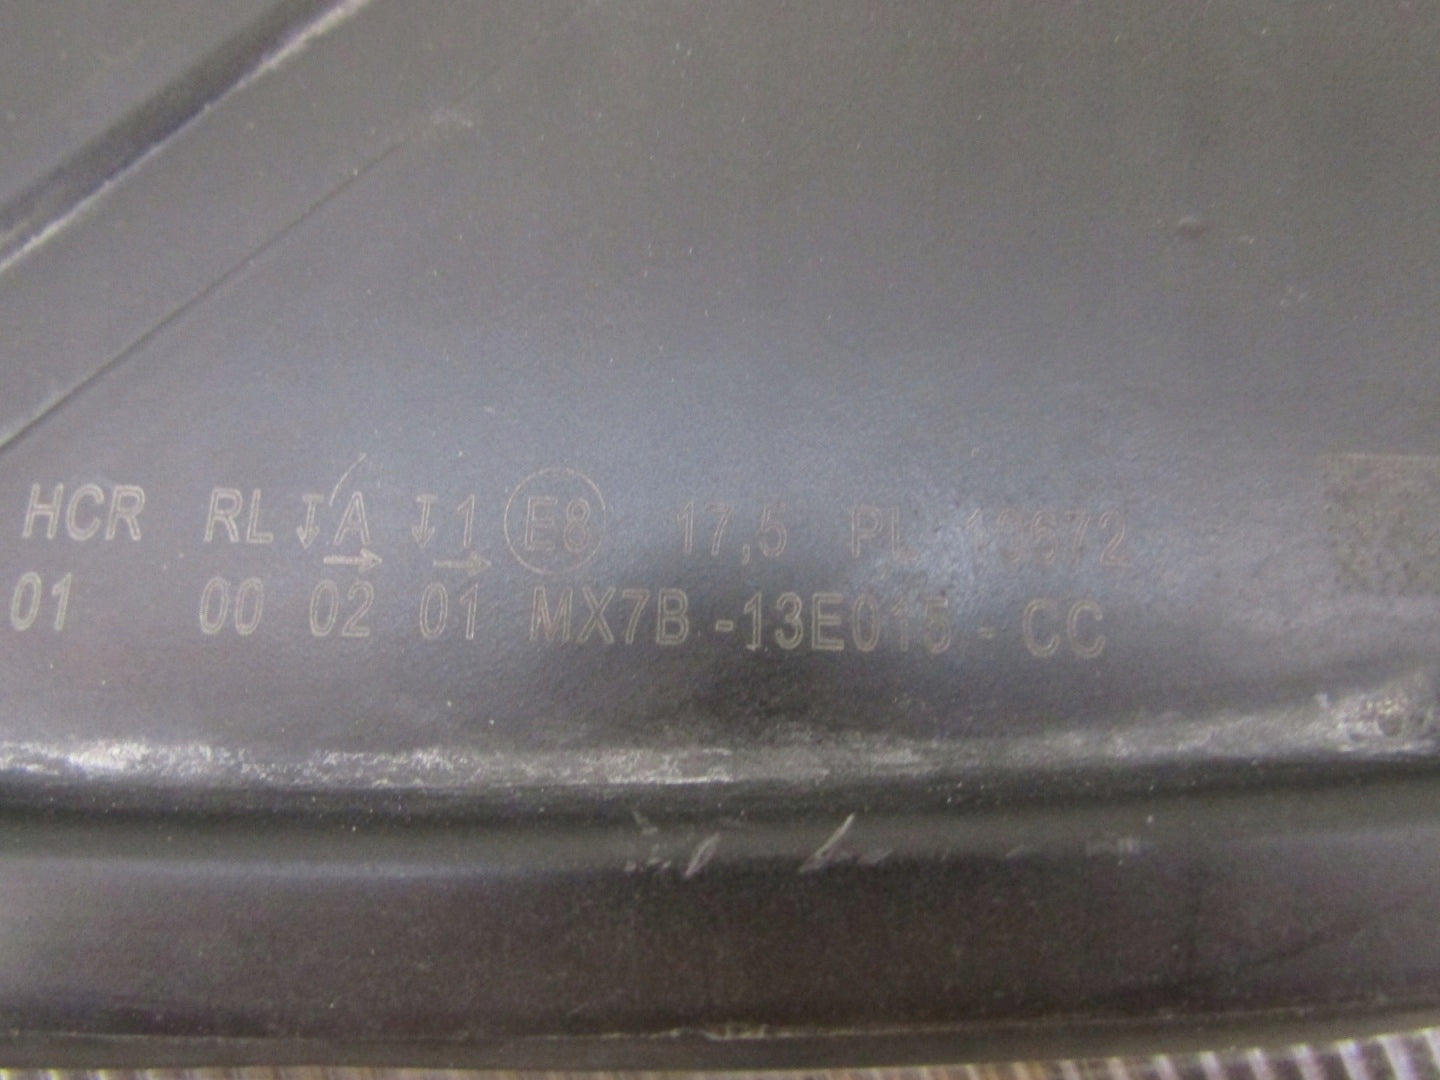 HCR RL A 1 E8 17,5 PL
01 00 02 01 MX7B -13E015 - CC